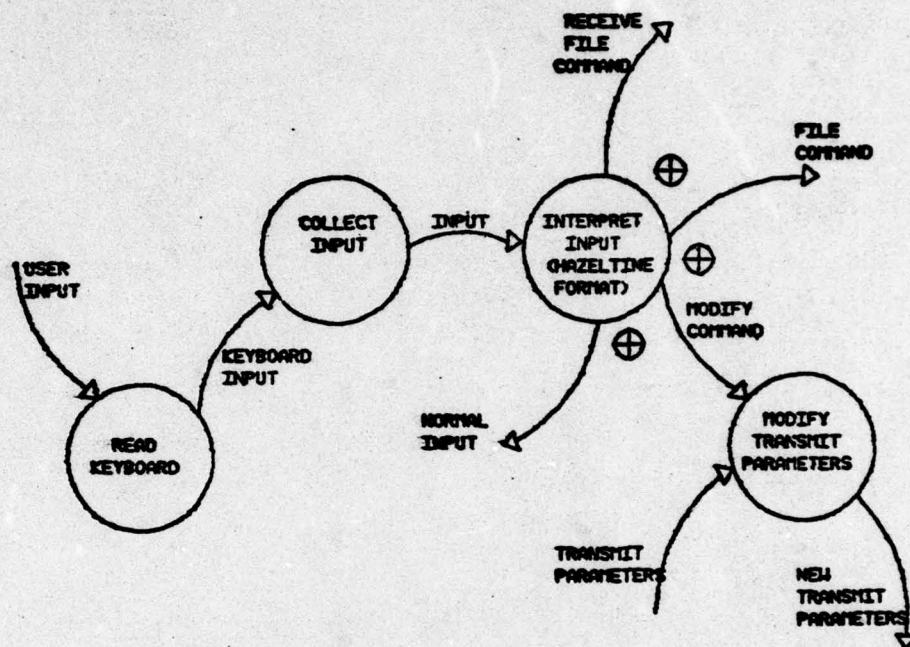 RECEIVE
FILE
COMMAND
FILE
COMMAND
COLLECT
INPUT
INPUT
INTERPRET
INPUT
(HAZELTINE
FORMAT)
USER
INPUT
MODIFY
COMMAND
KEYBOARD
INPUT
NORMAL
INPUT
MODIFY
TRANSMIT
PARAMETERS
READ
KEYBOARD
TRANSMIT
PARAMETERS
NEW
TRANSMIT
PARAMETERS